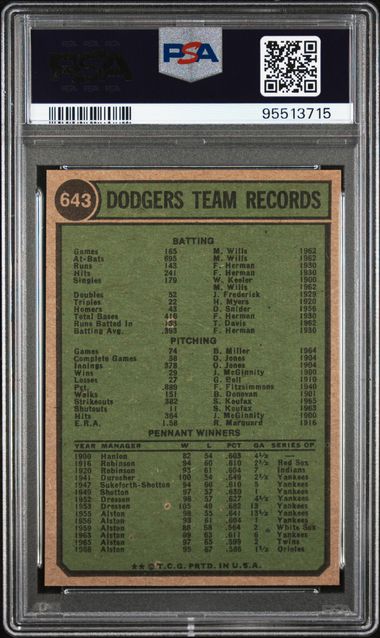 PSA
95513715
643 DODGERS TEAM RECORDS
BATTING
Games 165 M. Wills 1962
At-Bats 695 M. Wills 1962
Runs 143 F. Herman 1930
Hits 241 F. Herman 1930
Singles 179 W. Keeler 1900
M. Wills 1962
Doubles 52 J. Frederick 1929
Triples 22 H. Myers 1920
Homers 43 D. Snider 1956
Total Bases 416 F. Herman 1930
Runs Batted In 153 T. Davis 1962
Batting Avg. .393 F. Herman 1930
PITCHING
Games 74 B. Miller 1964
Complete Games 38 O. Jones 1904
Innings 378 O. Jones 1904
Wins 29 J. McGinnity 1900
Losses 27 G. Bell 1910
Pct. .889 F. Fitzsimmons 1940
Walks 151 B. Donovan 1901
Strikeouts 382 S. Koufax 1965
Shutouts 11 S. Koufax 1963
Hits 364 J. McGinnity 1900
E.R.A. 1.58 R. Marquard 1916
PENNANT WINNERS
YEAR MANAGER W L PCT GA SERIES OF
1900 Hanlon 82 54 .603 4½ —
1916 Robinson 94 60 .610 2½ Red Sox
1920 Robinson 93 61 .604 7 Indians
1941 Durocher 100 54 .649 2½ Yankees
1947 Sukeforth-Shotton 94 60 .610 5 Yankees
1949 Shotton 97 57 .630 1 Yankees
1952 Dressen 96 57 .627 4½ Yankees
1953 Dressen 105 49 .682 13 Yankees
1955 Alston 98 55 .641 13½ Yankees
1956 Alston 93 61 .604 1 Yankees
1959 Alston 88 68 .564 2 White Sox
1963 Alston 99 63 .611 6 Yankees
1965 Alston 97 65 .599 2 Twins
1966 Alston 95 67 .586 1½ Orioles
★★ © T.C.G. PRTD. IN U.S.A.